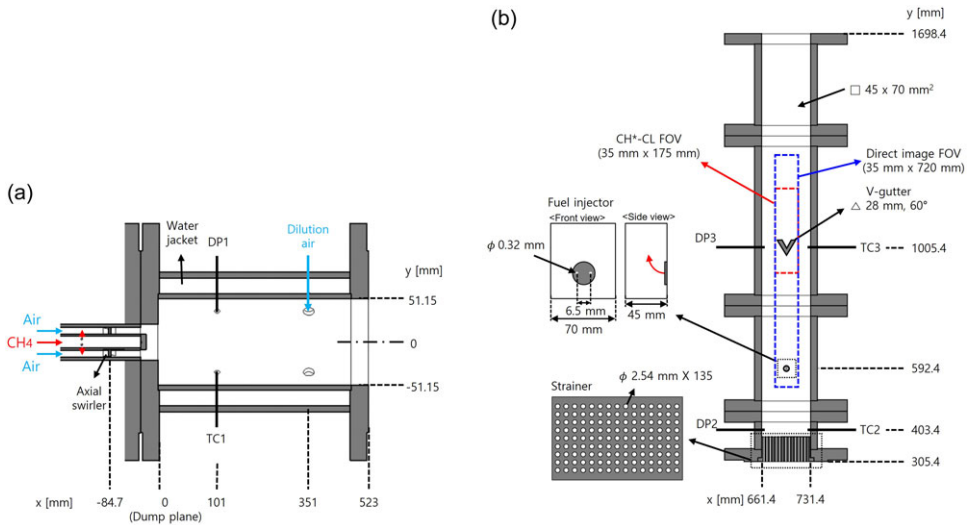 (a)
Water
jacket
DP1
Dilution
air
y [mm]
51.15
Air
CH4
Air
0
Axial
swirler
-51.15
TC1
x [mm]
-84.7
0
101
351
523
(Dump plane)
(b)
y [mm]
1698.4
□ 45 x 70 mm²
CH*-CL FOV
(35 mm x 175 mm)
Direct image FOV
(35 mm x 720 mm)
Fuel injector
<Front view>
<Side view>
V-gutter
△ 28 mm, 60°
ϕ 0.32 mm
DP3
TC3
1005.4
6.5 mm
70 mm
45 mm
592.4
ϕ 2.54 mm X 135
Strainer
DP2
TC2
403.4
305.4
x [mm]
661.4
731.4